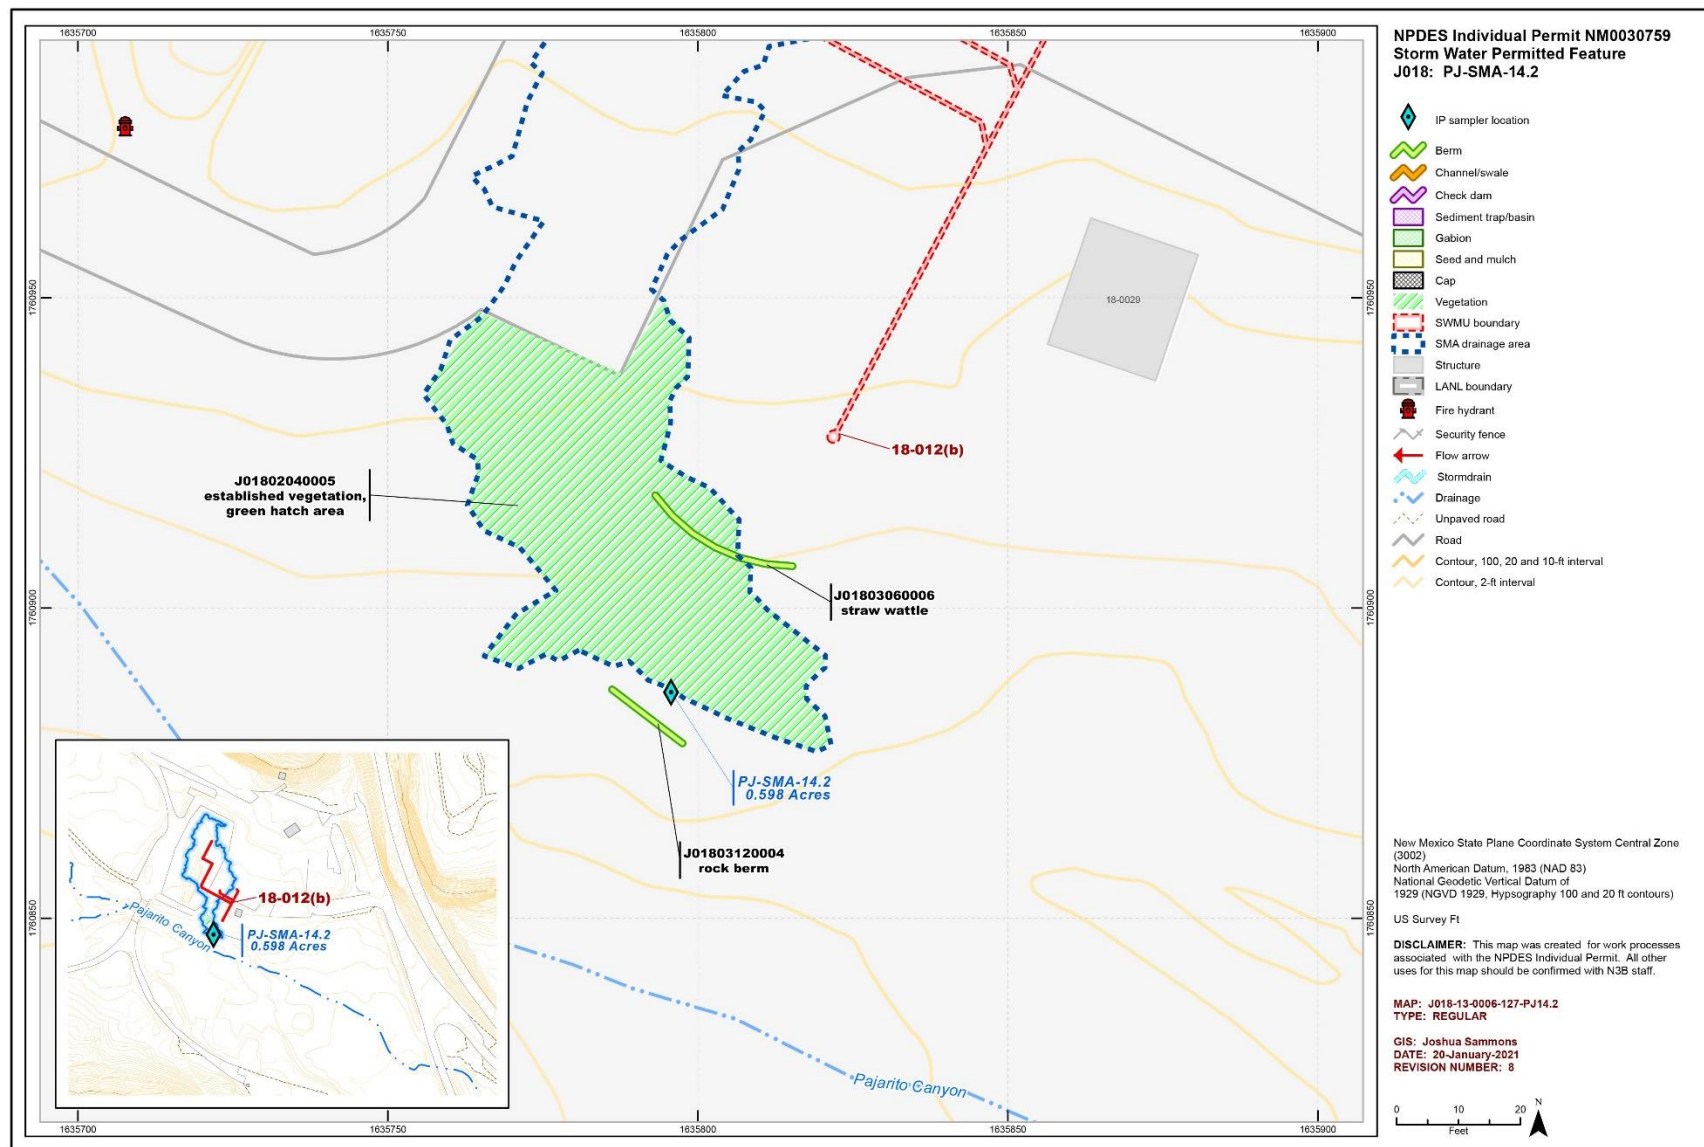 1635700
1635750
1635800
1635850
1635900
1760950
1760900
1760850
1760950
1760900
1760850
1635700
1635750
1635800
1635850
1635900
18-0029
18-012(b)
J01802040005
established vegetation,
green hatch area
J01803060006
straw wattle
PJ-SMA-14.2
0.598 Acres
J01803120004
rock berm
Pajarito Canyon
18-012(b)
PJ-SMA-14.2
0.598 Acres
Pajarito Canyon
NPDES Individual Permit NM0030759
Storm Water Permitted Feature
J018: PJ-SMA-14.2
IP sampler location
Berm
Channel/swale
Check dam
Sediment trap/basin
Gabion
Seed and mulch
Cap
Vegetation
SWMU boundary
SMA drainage area
Structure
LANL boundary
Fire hydrant
Security fence
Flow arrow
Stormdrain
Drainage
Unpaved road
Road
Contour, 100, 20 and 10-ft interval
Contour, 2-ft interval
New Mexico State Plane Coordinate System Central Zone
(3002)
North American Datum, 1983 (NAD 83)
National Geodetic Vertical Datum of
1929 (NGVD 1929, Hypsography 100 and 20 ft contours)
US Survey Ft
DISCLAIMER: This map was created for work processes
associated with the NPDES Individual Permit. All other
uses for this map should be confirmed with N3B staff.
MAP: J018-13-0006-127-PJ14.2
TYPE: REGULAR
GIS: Joshua Sammons
DATE: 20-January-2021
REVISION NUMBER: 8
0 10 20
Feet
N